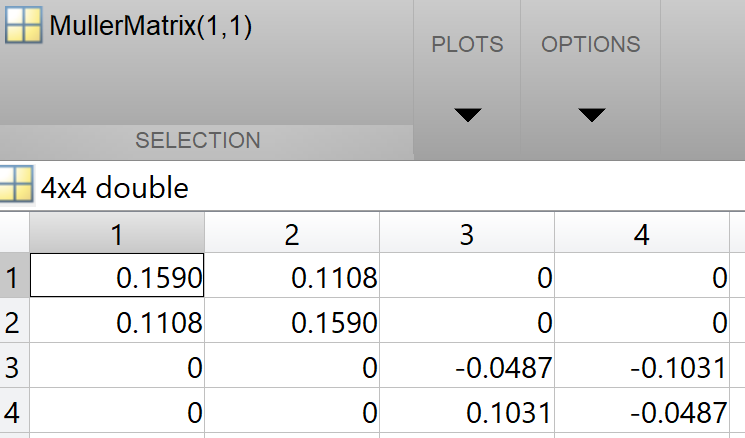 MullerMatrix(1,1)
PLOTS OPTIONS
SELECTION
4x4 double
1 2 3 4
1 0.1590 0.1108 0 0
2 0.1108 0.1590 0 0
3 0 0 -0.0487 -0.1031
4 0 0 0.1031 -0.0487